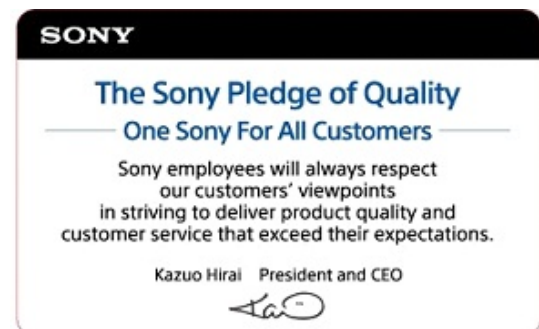 SONY
The Sony Pledge of Quality
One Sony For All Customers
Sony employees will always respect
our customers' viewpoints
in striving to deliver product quality and
customer service that exceed their expectations.
Kazuo Hirai President and CEO